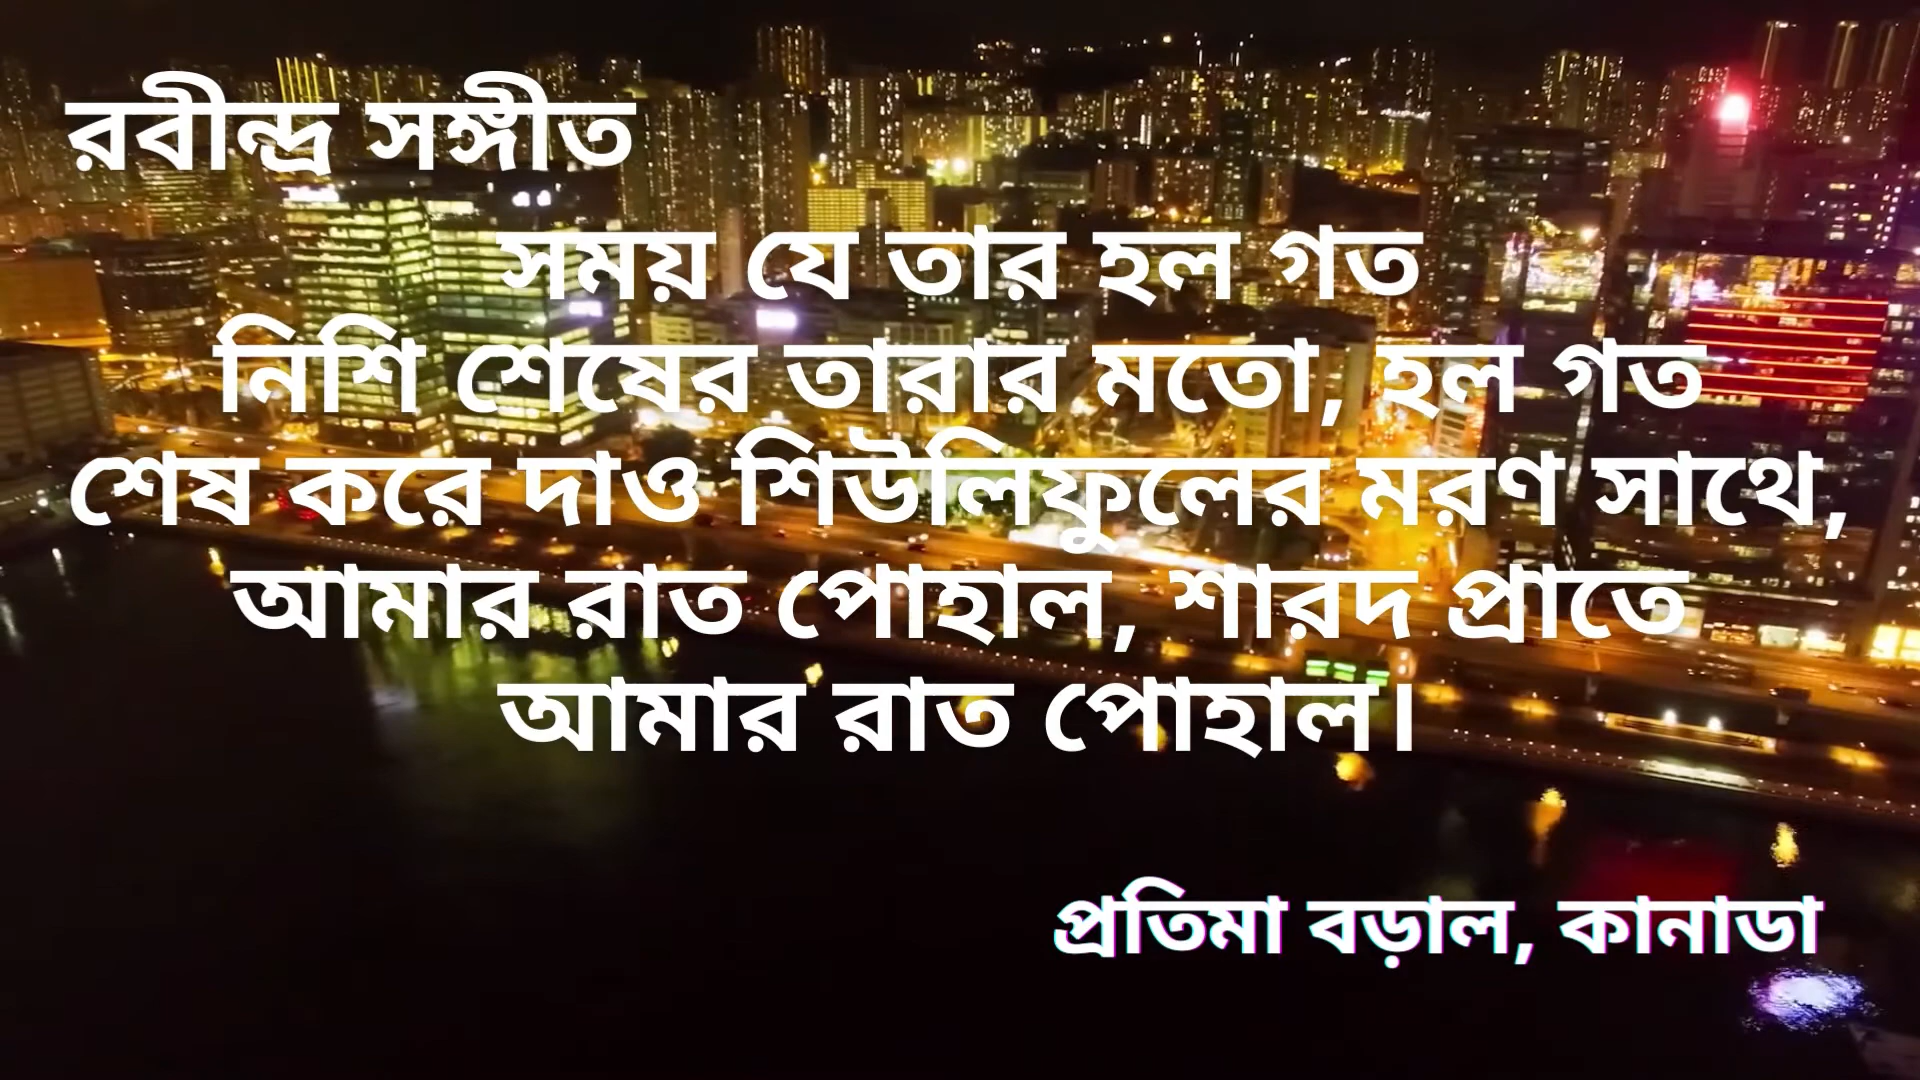 রবীন্দ্র সঙ্গীত
সময় যে তার হল গত
নিশি শেষের তারার মতো, হল গত
শেষ করে দাও শিউলিফুলের মরণ সাথে,
আমার রাত পোহাল, শারদ প্রাতে
আমার রাত পোহাল।
প্রতিমা বড়াল, কানাডা